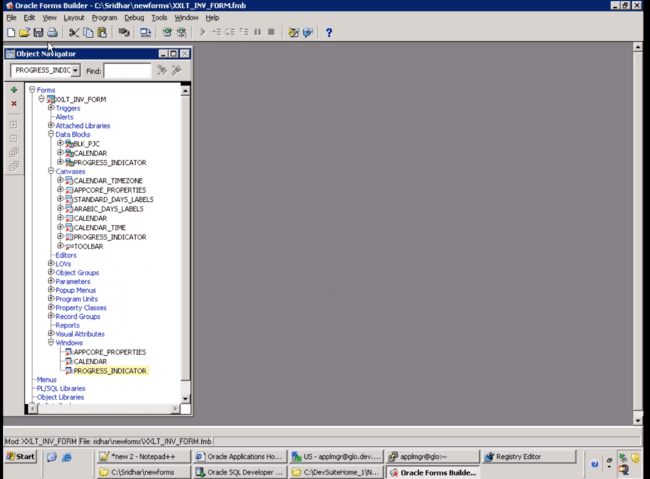 Oracle Forms Builder - C:\Sridhar\newforms\XXLT_INV_FORM.fmb
File Edit View Layout Program Debug Tools Window Help
Object Navigator
PROGRESS_INDIC Find:
Forms
XXLT_INV_FORM
Triggers
Alerts
Attached Libraries
Data Blocks
BLK_PJC
CALENDAR
PROGRESS_INDICATOR
Canvases
CALENDAR_TIMEZONE
APPCORE_PROPERTIES
STANDARD_DAYS_LABELS
ARABIC_DAYS_LABELS
CALENDAR
CALENDAR_TIME
PROGRESS_INDICATOR
TOOLBAR
Editors
LOVs
Object Groups
Parameters
Popup Menus
Program Units
Property Classes
Record Groups
Reports
Visual Attributes
Windows
APPCORE_PROPERTIES
CALENDAR
PROGRESS_INDICATOR
Menus
PL/SQL Libraries
Object Libraries
Mod: XXLT_INV_FORM File: ridhar\newforms\XXLT_INV_FORM.fmb
Start *new 2 - Notepad++ Oracle Applications Ho... US - applmgr@glo.dev.... applmgr@glo:~ Registry Editor
C:\Sridhar\newforms Oracle SQL Developer ... C:\DevSuiteHome_1\N... Oracle Forms Builde...